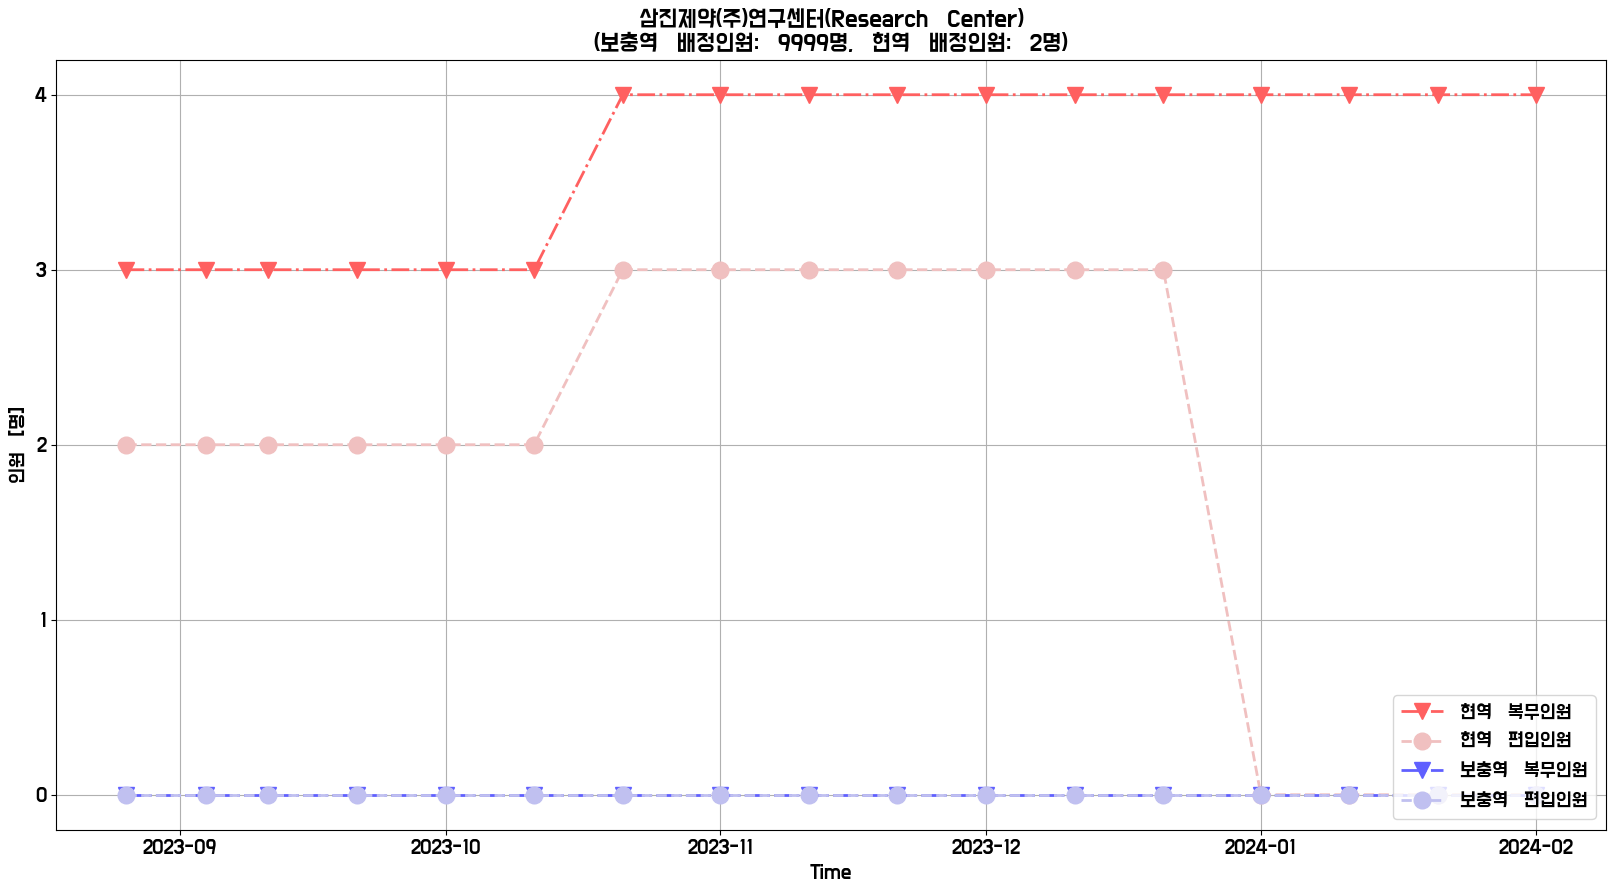 삼진제약(주)연구센터(Research Center)
(보충역 배정인원: 9999명, 현역 배정인원: 2명)
4
3
2
1
0
인원 [명]
2023-09 2023-10 2023-11 2023-12 2024-01 2024-02
Time
현역 복무인원
현역 편입인원
보충역 복무인원
보충역 편입인원